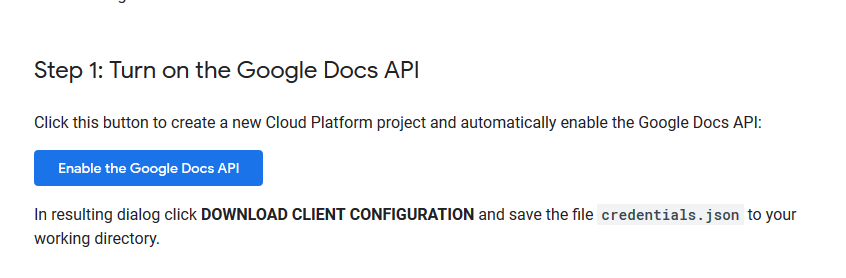 Step 1: Turn on the Google Docs API
Click this button to create a new Cloud Platform project and automatically enable the Google Docs API:
Enable the Google Docs API
In resulting dialog click DOWNLOAD CLIENT CONFIGURATION and save the file credentials.json to your
working directory.